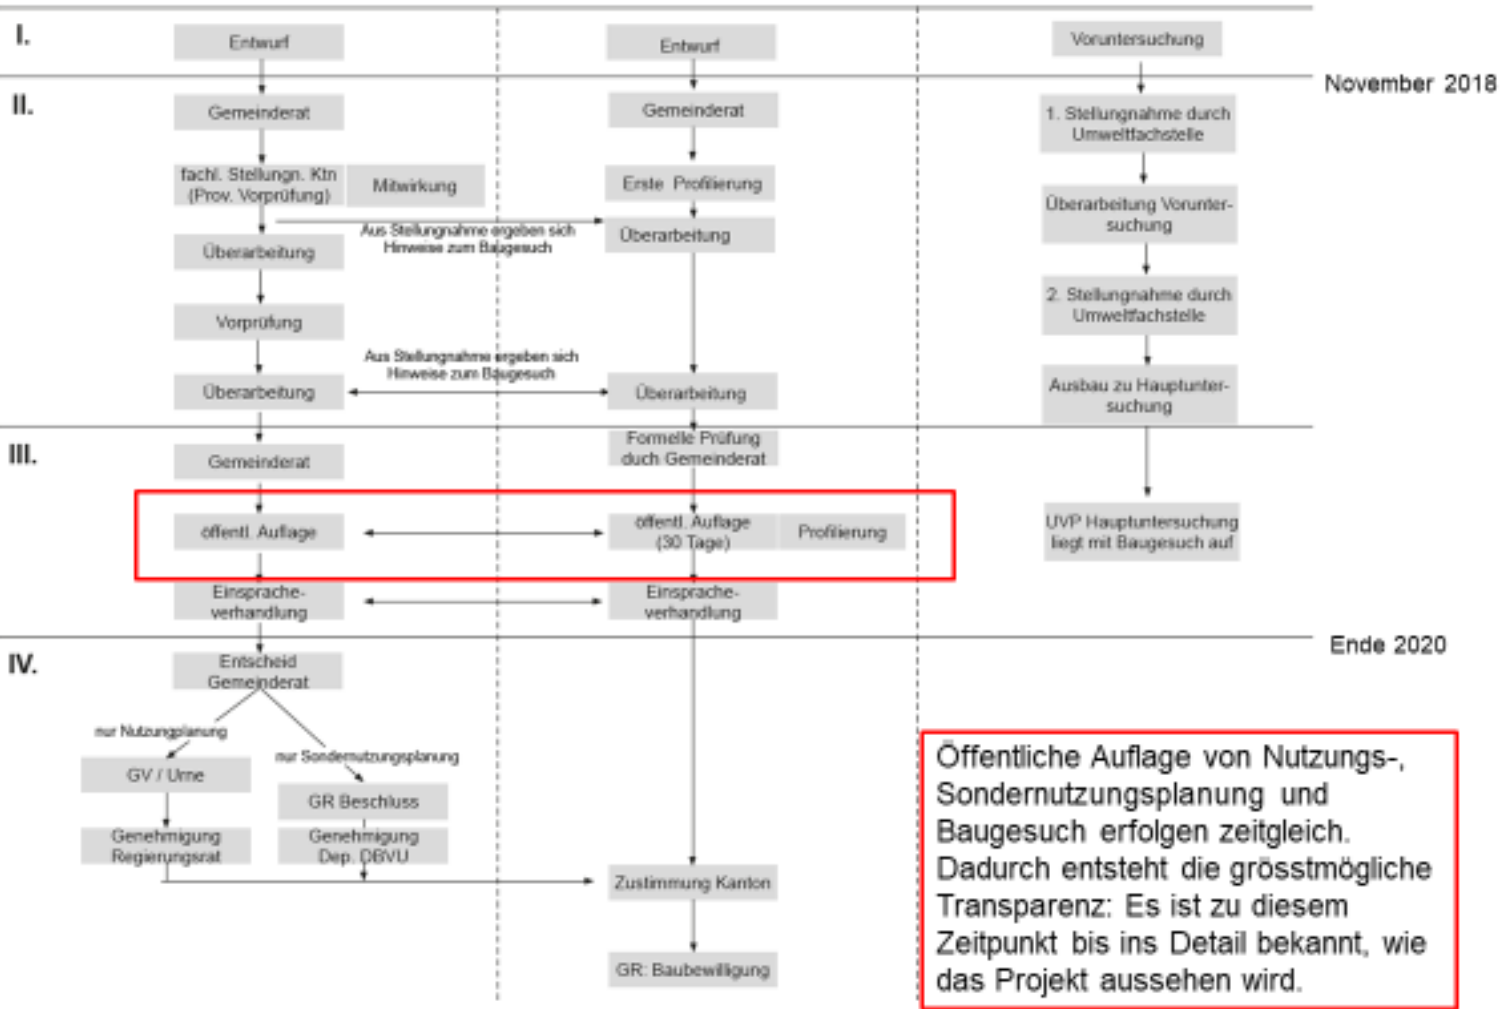 I.
Entwurf
Entwurf
Voruntersuchung
November 2018
II.
Gemeinderat
Gemeinderat
1. Stellungnahme durch
Umweltfachstelle
fachl. Stellungn. Ktn
(Prov. Vorprüfung)
Mitwirkung
Erste Profilierung
Überarbeitung Vorunter-
suchung
Aus Stellungnahme ergeben sich
Hinweise zum Baugesuch
Überarbeitung
Überarbeitung
2. Stellungnahme durch
Umweltfachstelle
Vorprüfung
Aus Stellungnahme ergeben sich
Hinweise zum Baugesuch
Überarbeitung
Überarbeitung
Ausbau zu Hauptunter-
suchung
III.
Gemeinderat
Formelle Prüfung
duch Gemeinderat
öffentl. Auflage
öffentl. Auflage
(30 Tage)
Profilierung
UVP Hauptuntersuchung
liegt mit Baugesuch auf
Einsprache-
verhandlung
Einsprache-
verhandlung
Ende 2020
IV.
Entscheid
Gemeinderat
nur Nutzungplanung
nur Sondernutzungsplanung
GV / Urne
GR Beschluss
Genehmigung
Regierungsrat
Genehmigung
Dep. DBVU
Zustimmung Kanton
GR: Baubewilligung
Öffentliche Auflage von Nutzungs-,
Sondernutzungsplanung und
Baugesuch erfolgen zeitgleich.
Dadurch entsteht die grösstmögliche
Transparenz: Es ist zu diesem
Zeitpunkt bis ins Detail bekannt, wie
das Projekt aussehen wird.